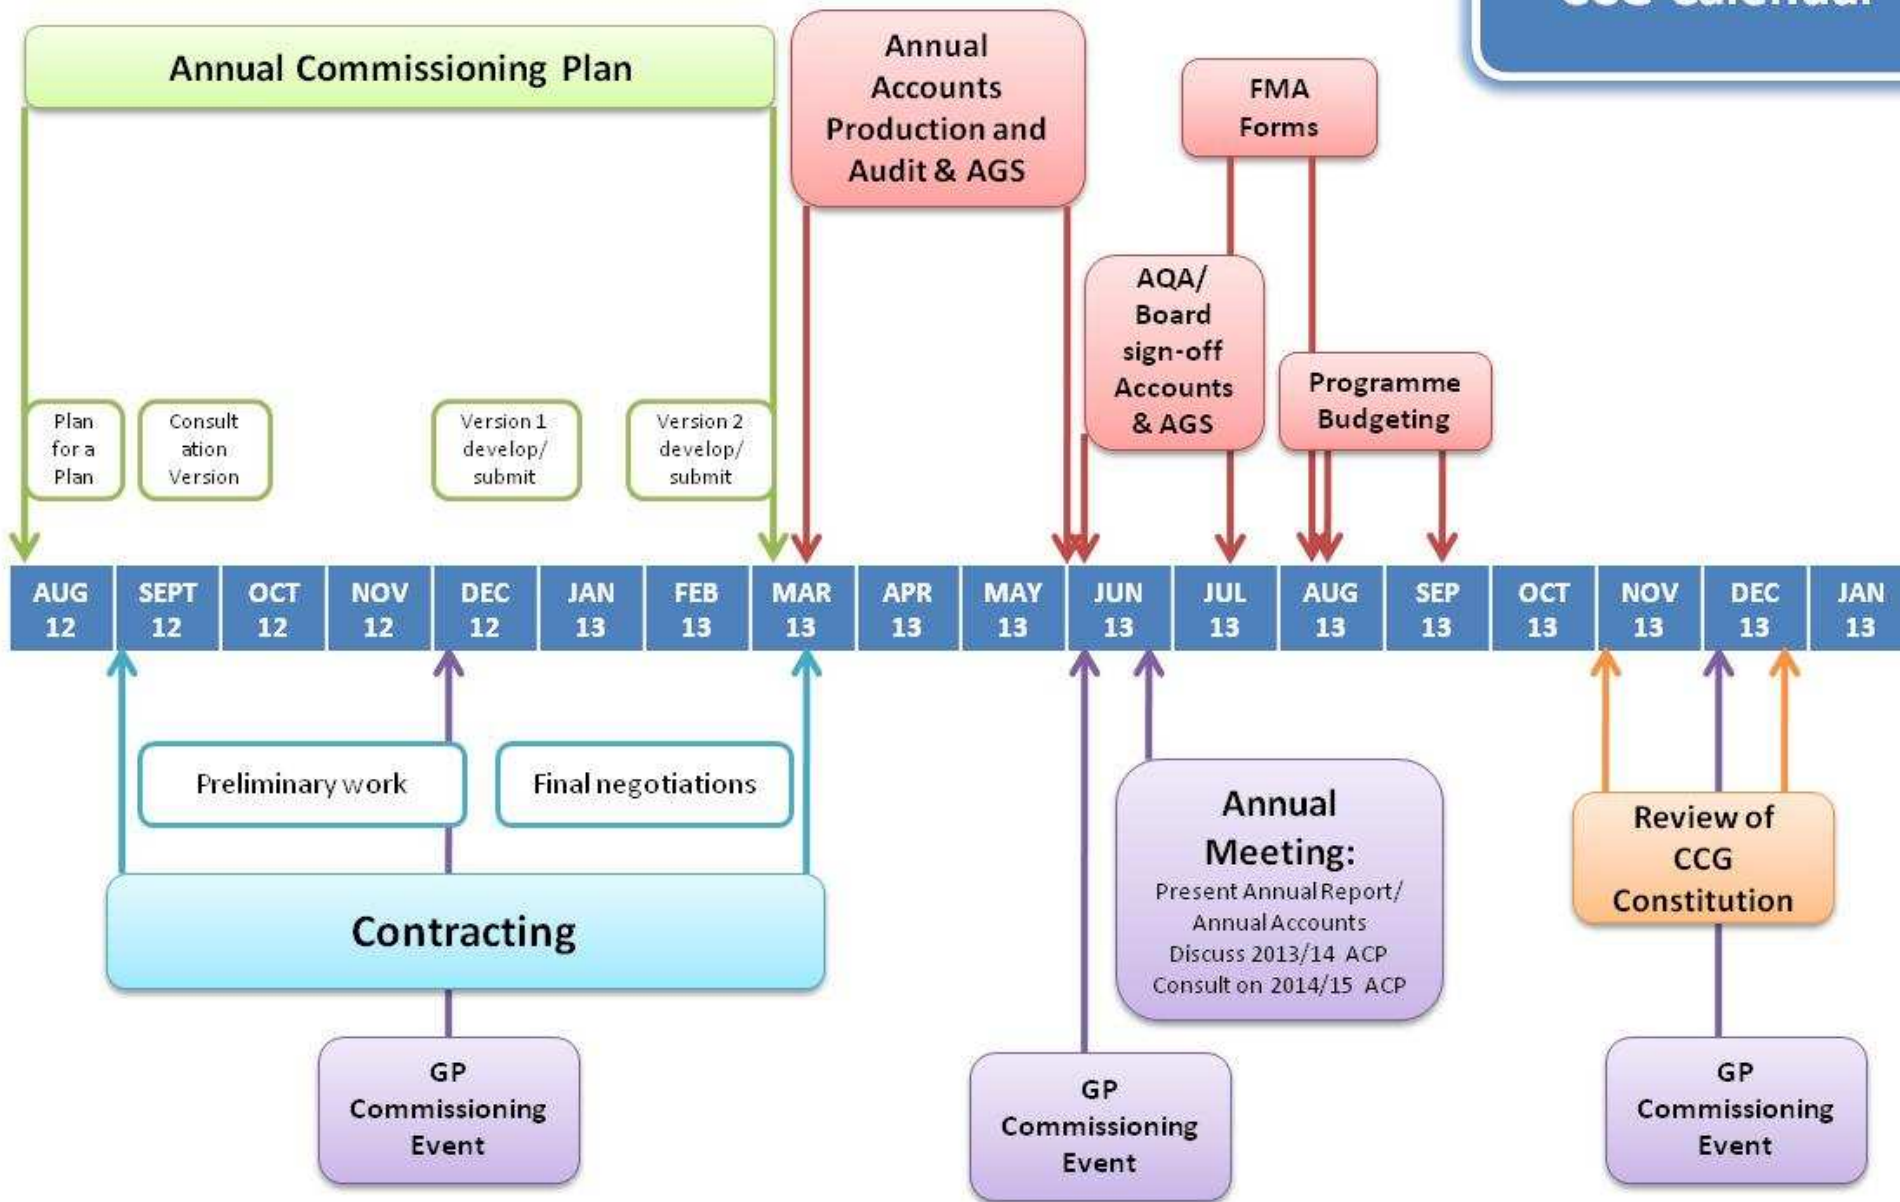 Calendar
Annual Commissioning Plan
Annual
Accounts
Production and
Audit & AGS
FMA
Forms
AQA/
Board
sign-off
Accounts
& AGS
Programme
Budgeting
Plan
for a
Plan
Consult
ation
Version
Version 1
develop/
submit
Version 2
develop/
submit
AUG
12
SEPT
12
OCT
12
NOV
12
DEC
12
JAN
13
FEB
13
MAR
13
APR
13
MAY
13
JUN
13
JUL
13
AUG
13
SEP
13
OCT
13
NOV
13
DEC
13
JAN
13
Preliminary work
Final negotiations
Contracting
Annual
Meeting:
Present Annual Report/
Annual Accounts
Discuss 2013/14 ACP
Consult on 2014/15 ACP
Review of
CCG
Constitution
GP
Commissioning
Event
GP
Commissioning
Event
GP
Commissioning
Event